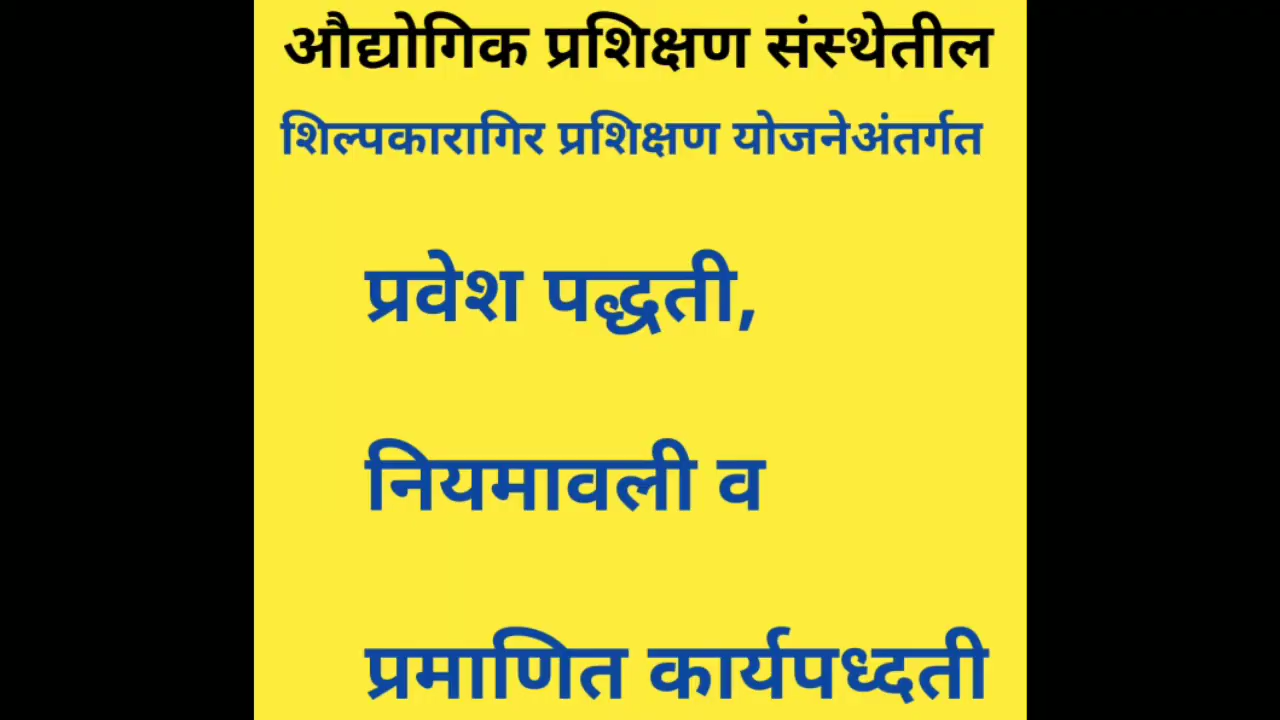 औद्योगिक प्रशिक्षण संस्थेतील
शिल्पकारागिर प्रशिक्षण योजनेअंतर्गत
प्रवेश पद्धती,
नियमावली व
प्रमाणित कार्यपध्दती